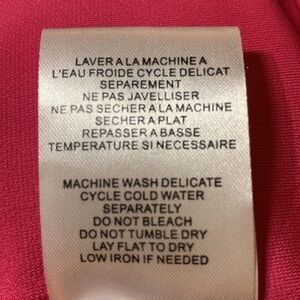 LAVER A LA MACHINE A
L'EAU FROIDE CYCLE DELICAT
SEPAREMENT
NE PAS JAVELLISER
NE PAS SECHER A LA MACHINE
SECHER A PLAT
REPASSER A BASSE
TEMPERATURE SI NECESSAIRE
MACHINE WASH DELICATE
CYCLE COLD WATER
SEPARATELY
DO NOT BLEACH
DO NOT TUMBLE DRY
LAY FLAT TO DRY
LOW IRON IF NEEDED